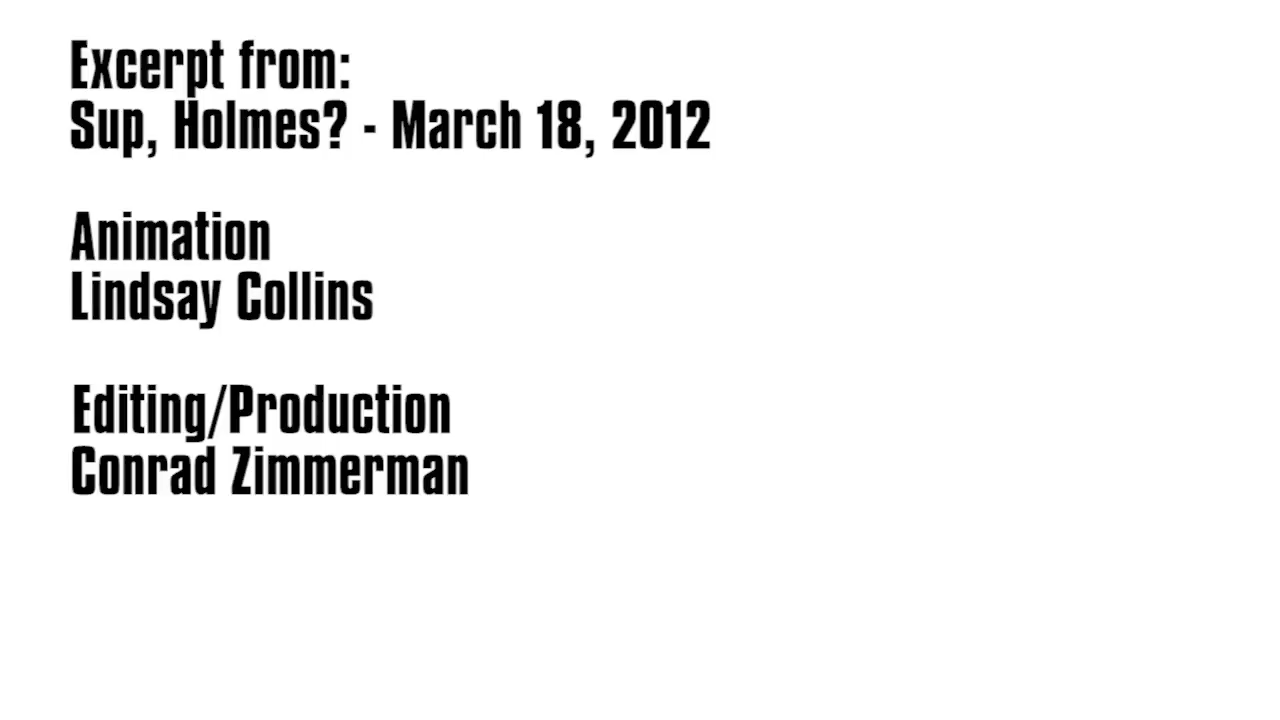 Excerpt from:
Sup, Holmes? - March 18, 2012
Animation
Lindsay Collins
Editing/Production
Conrad Zimmerman